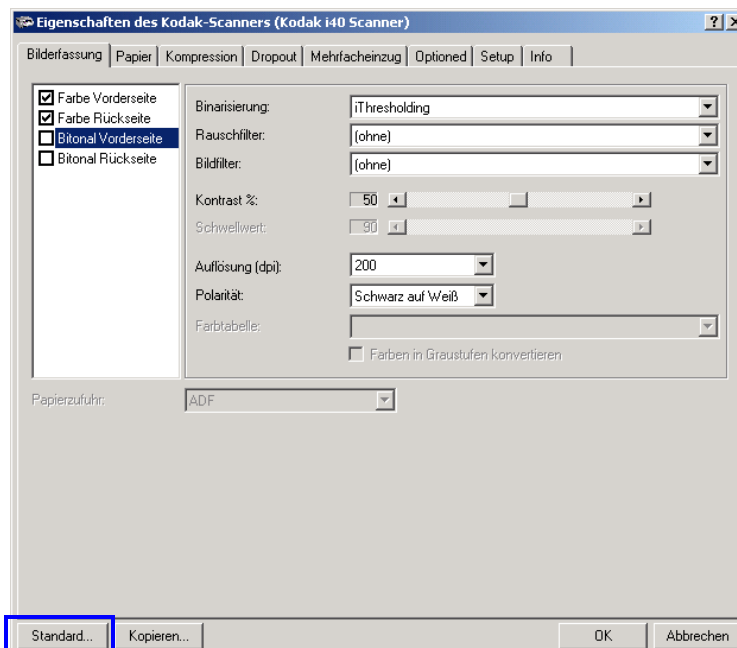 Eigenschaften des Kodak-Scanners (Kodak i40 Scanner)
Bilderfassung Papier Kompression Dropout Mehrfacheinzug Optioned Setup Info
Farbe Vorderseite
Farbe Rückseite
Bitonal Vorderseite
Bitonal Rückseite
Binarisierung: iThresholding
Rauschfilter: (ohne)
Bildfilter: (ohne)
Kontrast %: 50
Schwellwert: 90
Auflösung (dpi): 200
Polarität: Schwarz auf Weiß
Farbtabelle:
Farben in Graustufen konvertieren
Papierzufuhr: ADF
Standard... Kopieren... OK Abbrechen